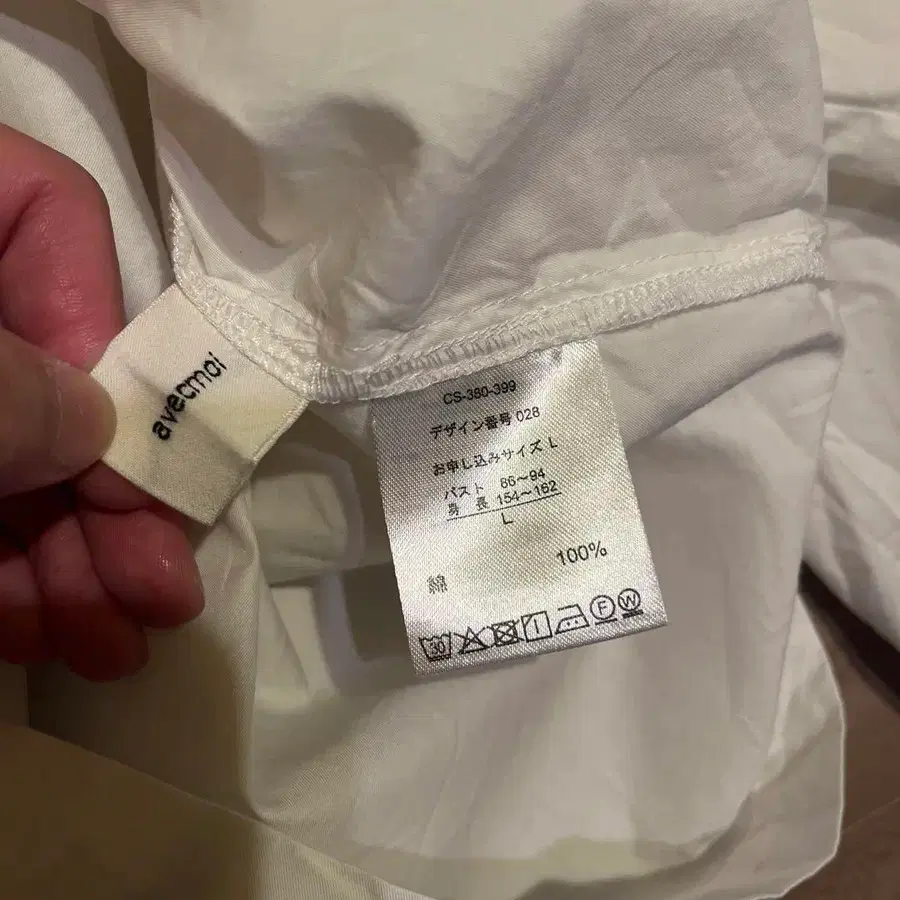 avecmoi
CS-380-399
デザイン番号 028
お申し込みサイズ L
バスト 86～94
身 長 154～162
L
綿 100%
30 F W